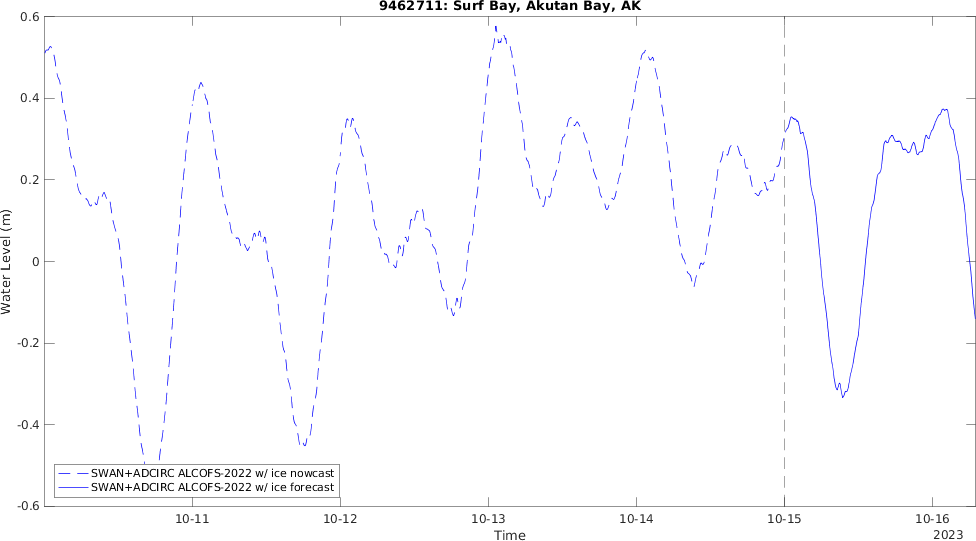 9462711: Surf Bay, Akutan Bay, AK
0.6
0.4
0.2
0
-0.2
-0.4
-0.6
Water Level (m)
SWAN+ADCIRC ALCOFS-2022 w/ ice nowcast
SWAN+ADCIRC ALCOFS-2022 w/ ice forecast
10-11 10-12 10-13 10-14 10-15 10-16
Time
2023